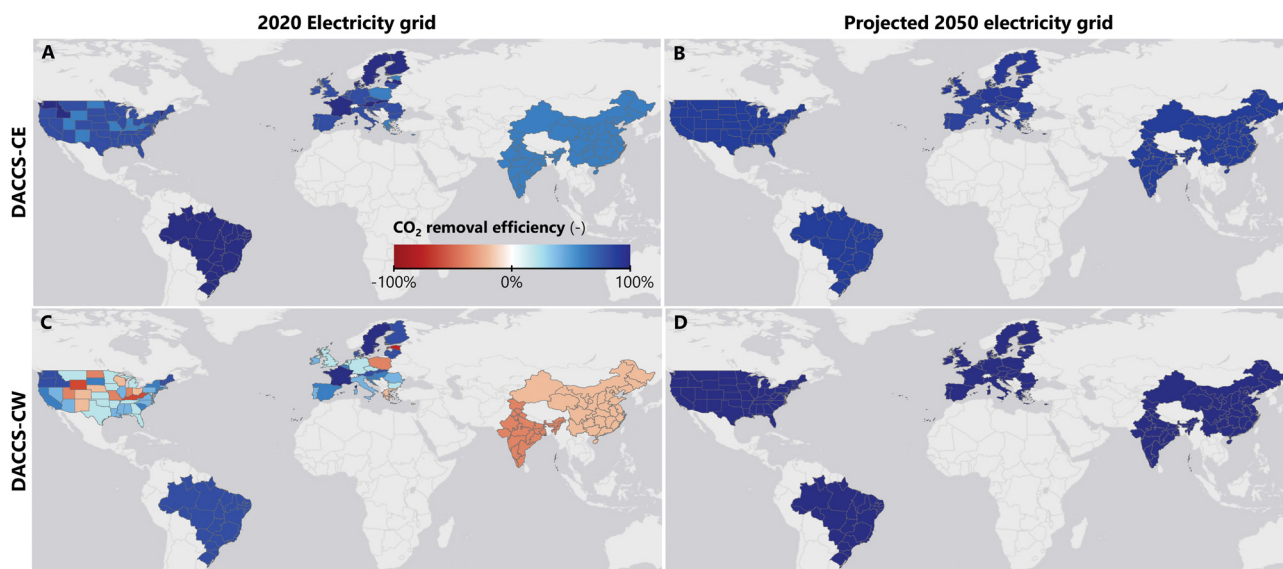 2020 Electricity grid
Projected 2050 electricity grid
DACCS-CE
A
B
CO₂ removal efficiency (-)
-100% 0% 100%
DACCS-CW
C
D